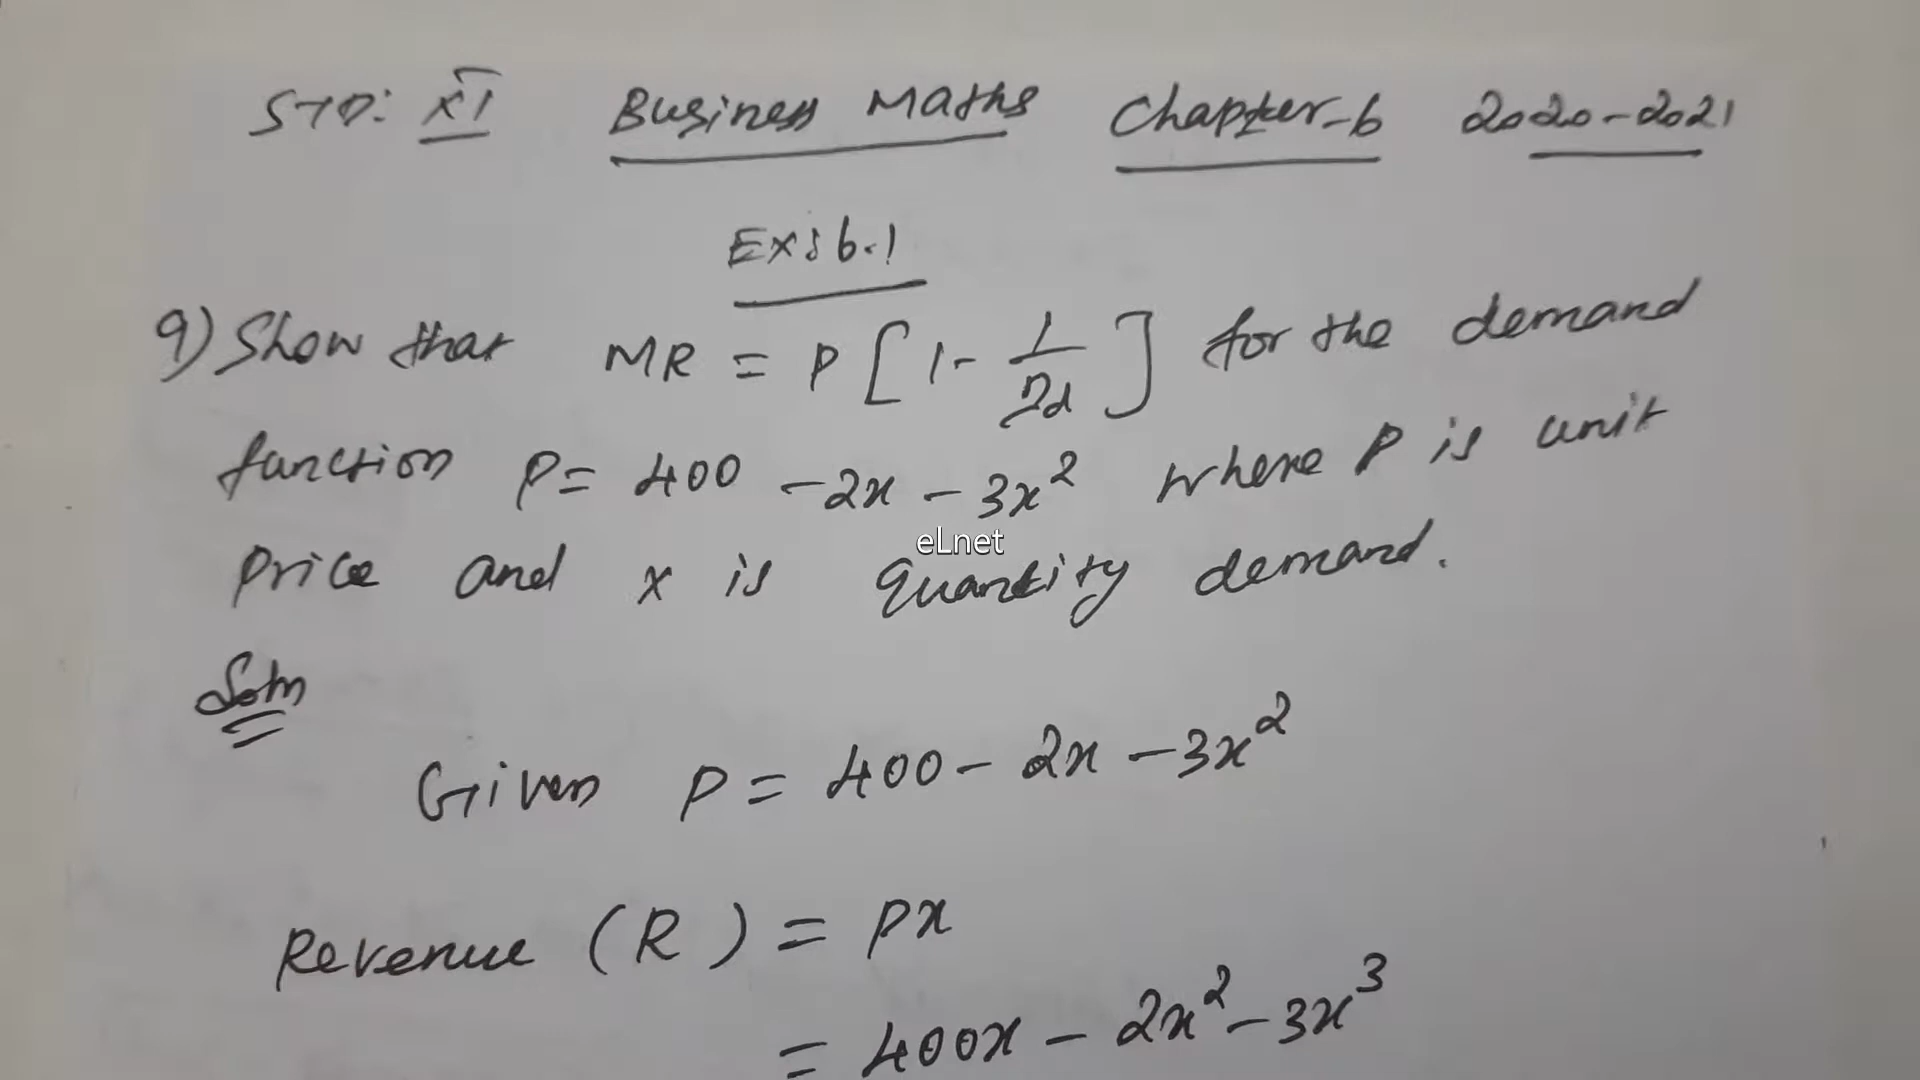 STD: XI Business Maths Chapter-6 2020-2021
Ex: 6.1
9) Show that MR = P [1 - 1/ηd] for the demand
function P = 400 - 2x - 3x² where P is unit
eLnet
Price and x is quantity demand.
Soln
Given P = 400 - 2x - 3x²
Revenue (R) = Px
= 400x - 2x² - 3x³